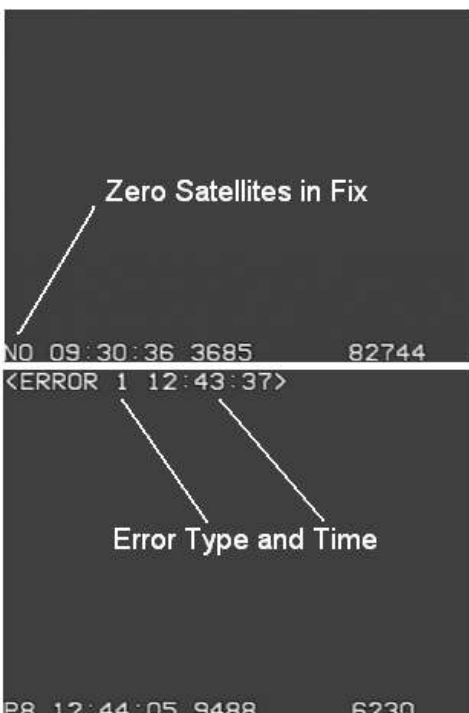 Zero Satellites in Fix
N0 09:30:36 3685 82744
<ERROR 1 12:43:37>
Error Type and Time
P8 12:44:05 9488 6230